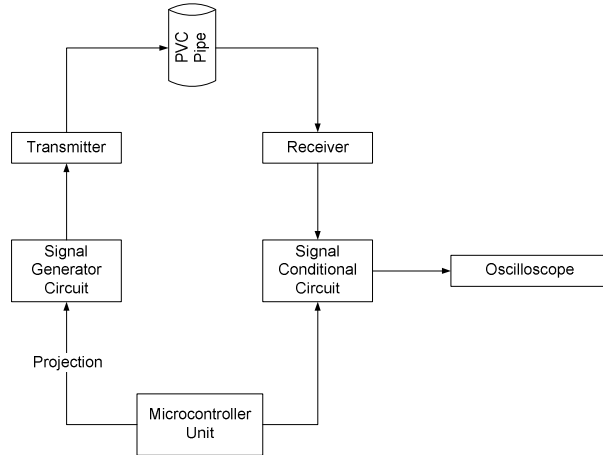 PVC
Pipe
Transmitter
Receiver
Signal
Generator
Circuit
Signal
Conditional
Circuit
Oscilloscope
Projection
Microcontroller
Unit